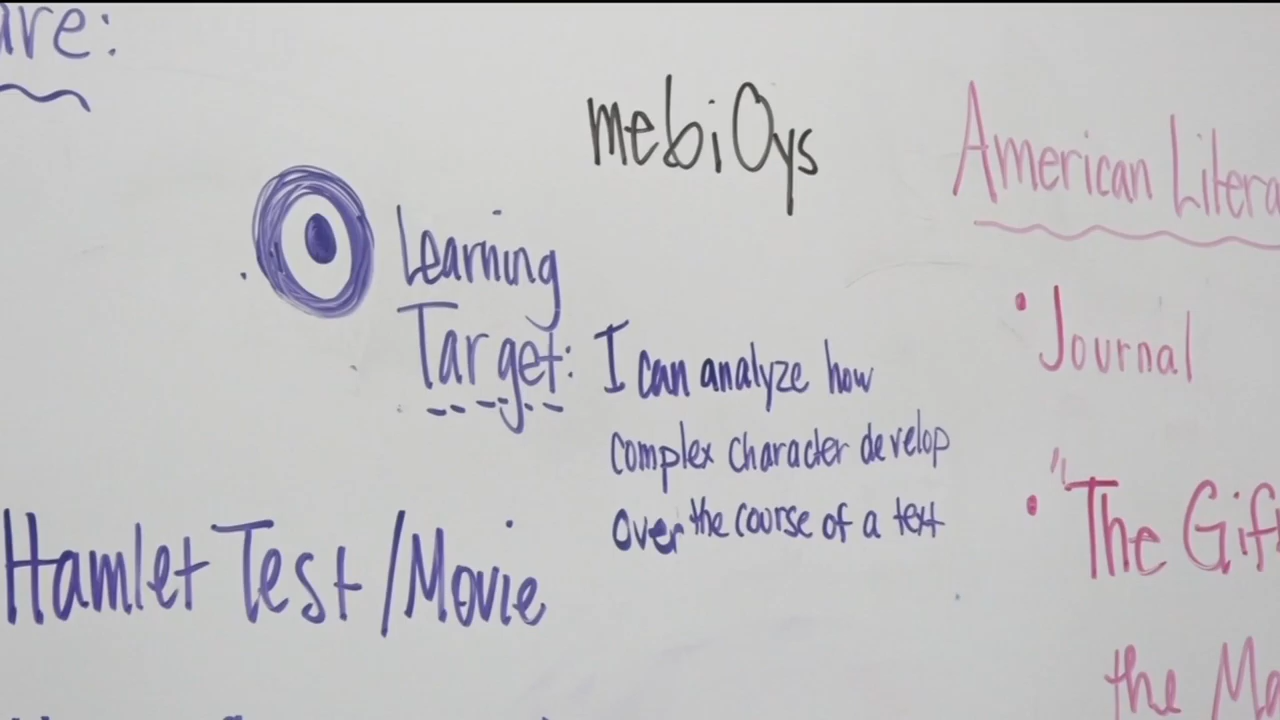 are:
mebiOys
Learning
Target: I can analyze how
complex character develop
over the course of a text
Hamlet Test/Movie
American Litera
• Journal
• "The Gif
the Ma